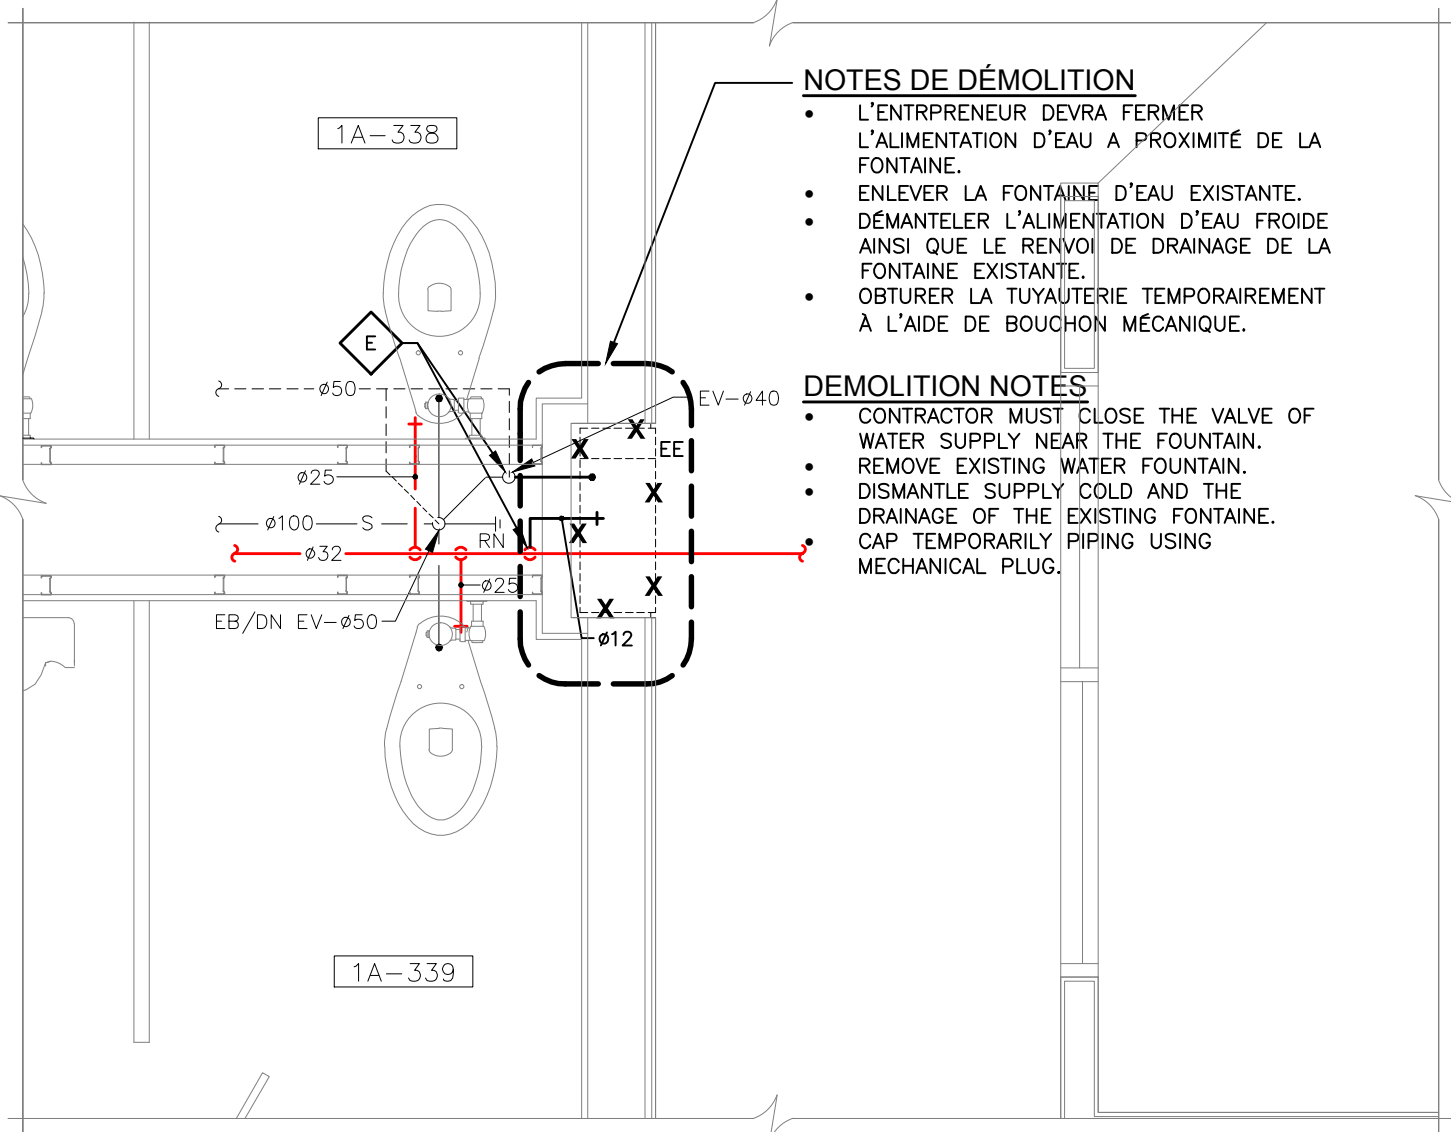 NOTES DE DÉMOLITION
• L'ENTRPRENEUR DEVRA FERMER
L'ALIMENTATION D'EAU A PROXIMITÉ DE LA
FONTAINE.
• ENLEVER LA FONTAINE D'EAU EXISTANTE.
• DÉMANTELER L'ALIMENTATION D'EAU FROIDE
AINSI QUE LE RENVOI DE DRAINAGE DE LA
FONTAINE EXISTANTE.
• OBTURER LA TUYAUTERIE TEMPORAIREMENT
À L'AIDE DE BOUCHON MÉCANIQUE.
DEMOLITION NOTES
• CONTRACTOR MUST CLOSE THE VALVE OF
WATER SUPPLY NEAR THE FOUNTAIN.
• REMOVE EXISTING WATER FOUNTAIN.
• DISMANTLE SUPPLY COLD AND THE
DRAINAGE OF THE EXISTING FONTAINE.
• CAP TEMPORARILY PIPING USING
MECHANICAL PLUG.
1A-338
E
ø50
EV-ø40
X
X
EE
ø25
X
ø100
S
RN
X
ø32
ø25
X
X
EB/DN EV-ø50
ø12
1A-339